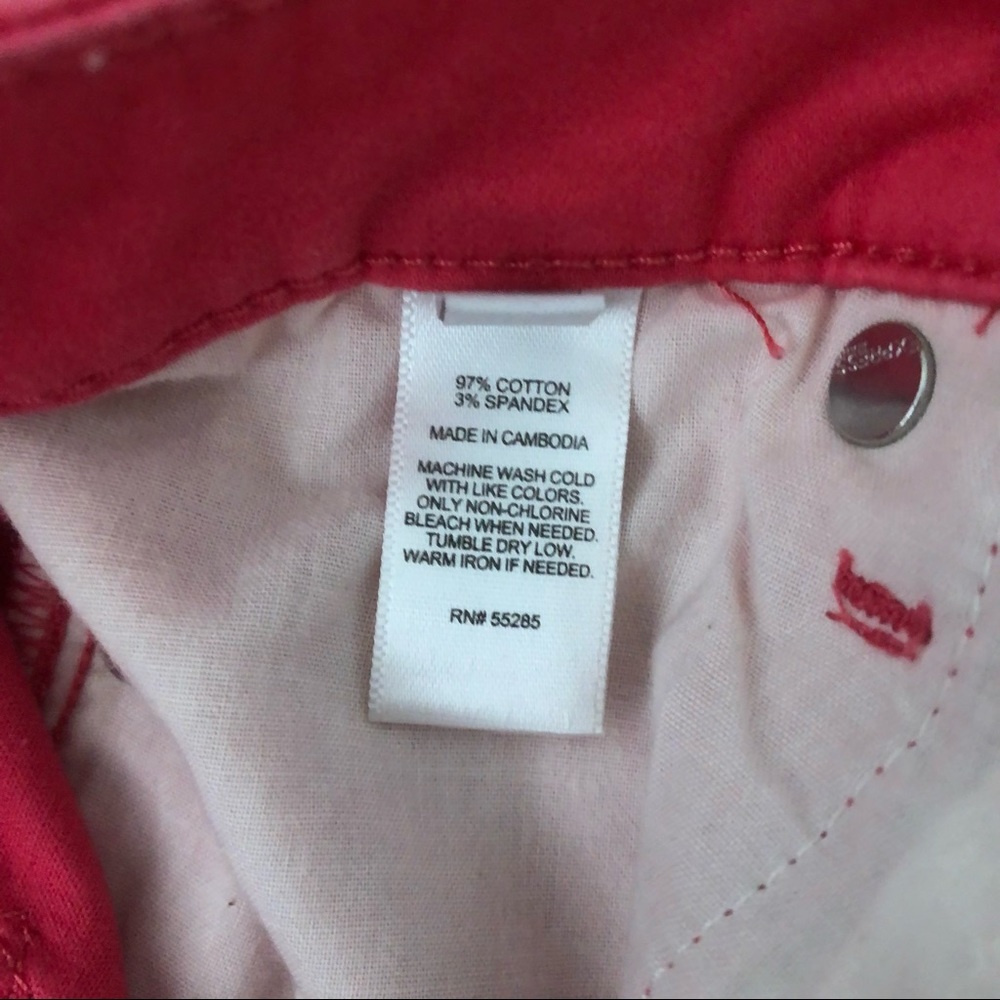 97% COTTON
3% SPANDEX
MADE IN CAMBODIA
MACHINE WASH COLD
WITH LIKE COLORS.
ONLY NON-CHLORINE
BLEACH WHEN NEEDED.
TUMBLE DRY LOW.
WARM IRON IF NEEDED.
RN# 55285